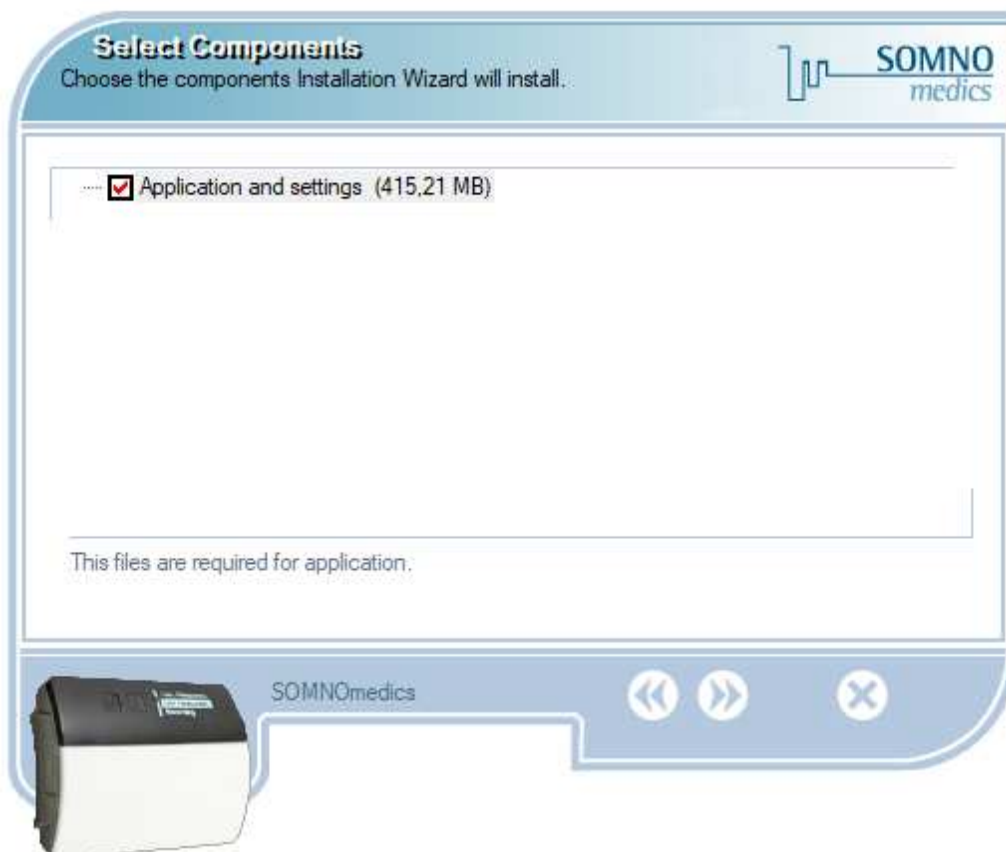 Select Components
Choose the components Installation Wizard will install.
SOMNO
medics
Application and settings (415,21 MB)
This files are required for application.
SOMNOmedics